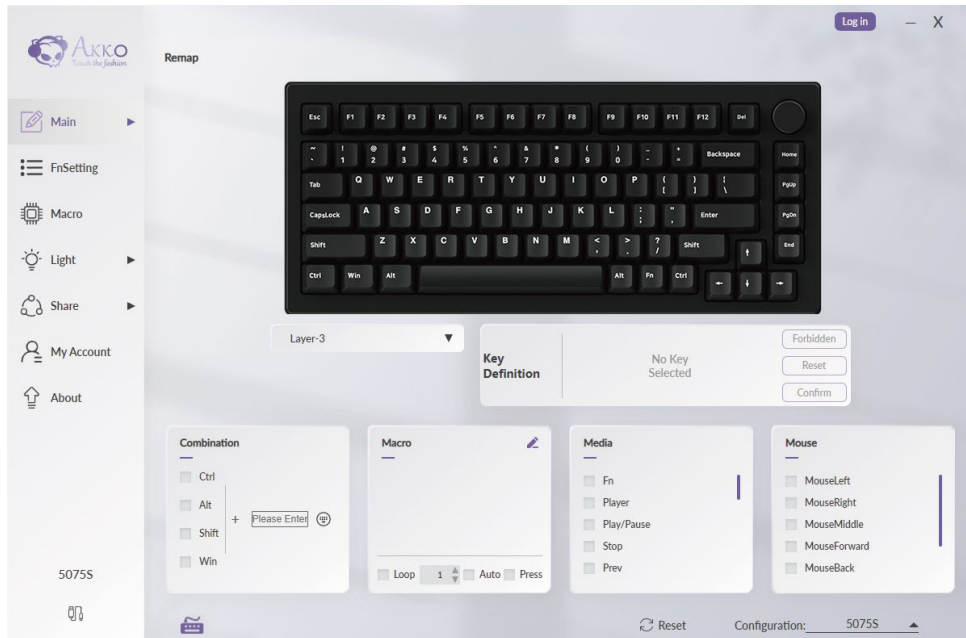 Log in
— X
AKKO
Touch the fashion
Remap
Main
FnSetting
Macro
Light
Share
My Account
About
5075S
Esc F1 F2 F3 F4 F5 F6 F7 F8 F9 F10 F11 F12 Del
~ ! @ # $ % ^ & * ( ) - +
` 1 2 3 4 5 6 7 8 9 0 - = Backspace Home
Tab Q W E R T Y U I O P ( ) ¦ PgUp
[ ] \
CapsLock A S D F G H J K L : " Enter PgDn
; ,
Shift Z X C V B N M < > ? Shift ↑ End
, . /
Ctrl Win Alt Alt Fn Ctrl ← ↓ →
Layer-3
Key
Definition
No Key
Selected
Forbidden
Reset
Confirm
Combination
Ctrl
Alt
Shift
Win
+ Please Enter
Macro
Loop 1 Auto Press
Media
Fn
Player
Play/Pause
Stop
Prev
Mouse
MouseLeft
MouseRight
MouseMiddle
MouseForward
MouseBack
Reset
Configuration: 5075S